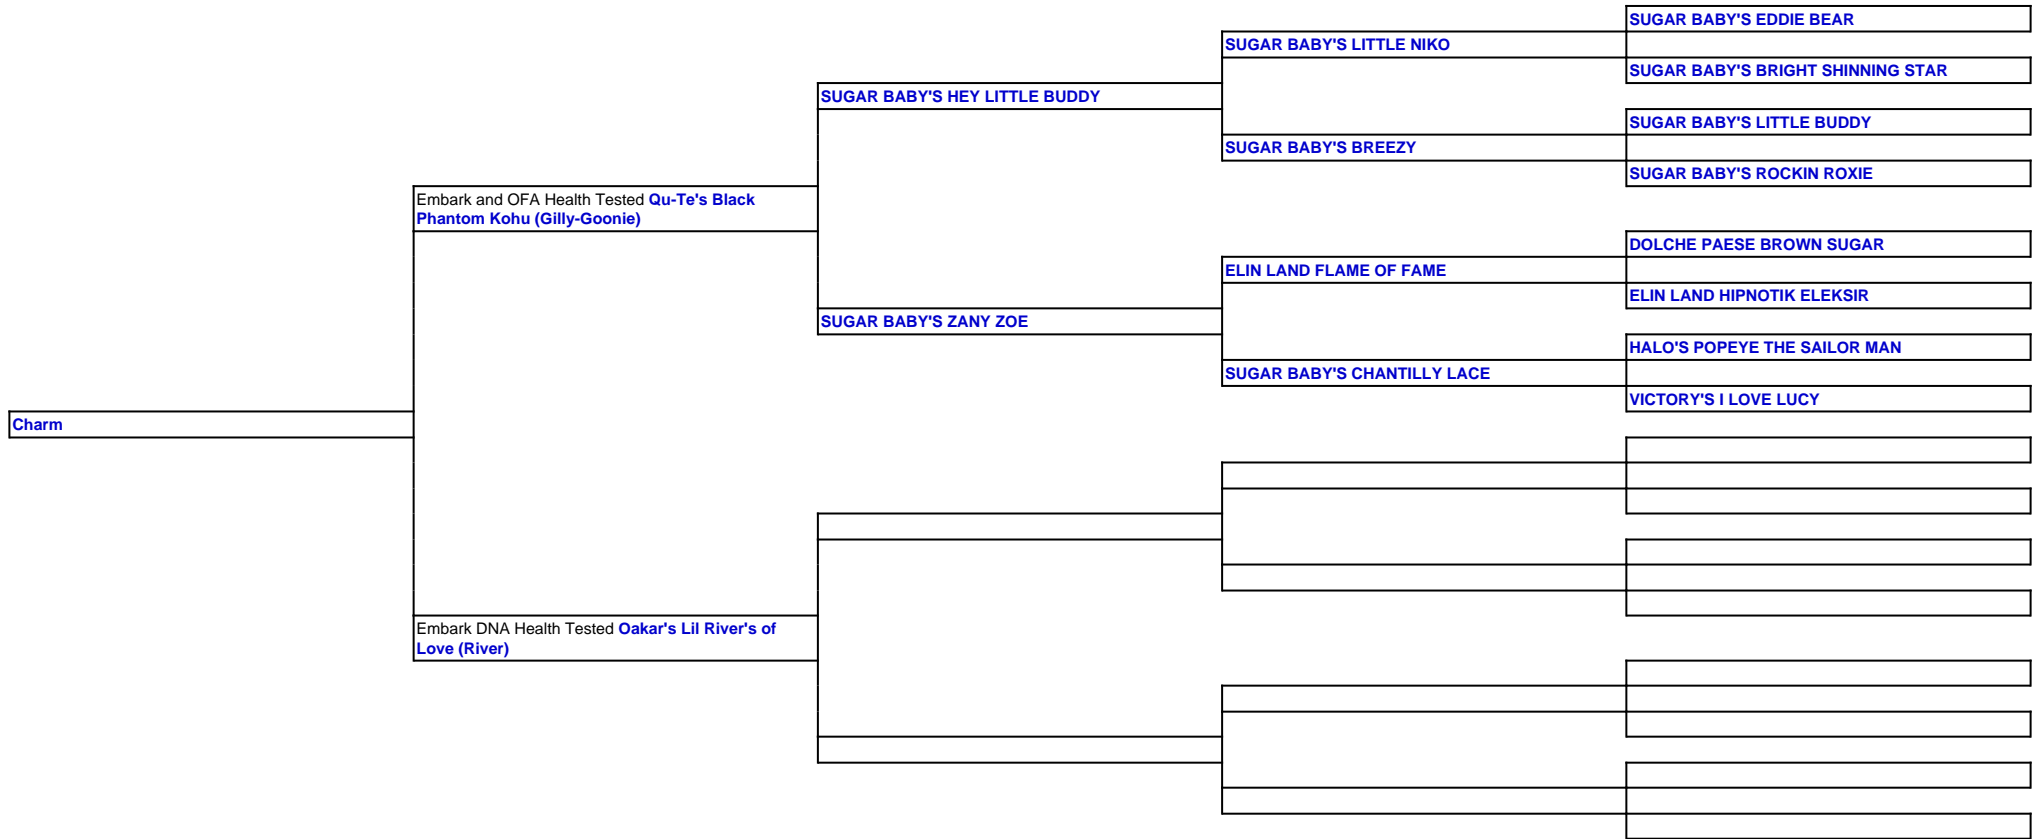 SUGAR BABY'S EDDIE BEAR
SUGAR BABY'S LITTLE NIKO
SUGAR BABY'S BRIGHT SHINNING STAR
SUGAR BABY'S HEY LITTLE BUDDY
SUGAR BABY'S LITTLE BUDDY
SUGAR BABY'S BREEZY
SUGAR BABY'S ROCKIN ROXIE
Embark and OFA Health Tested Qu-Te's Black
Phantom Kohu (Gilly-Goonie)
DOLCHE PAESE BROWN SUGAR
ELIN LAND FLAME OF FAME
ELIN LAND HIPNOTIK ELEKSIR
SUGAR BABY'S ZANY ZOE
HALO'S POPEYE THE SAILOR MAN
SUGAR BABY'S CHANTILLY LACE
VICTORY'S I LOVE LUCY
Charm
Embark DNA Health Tested Oakar's Lil River's of
Love (River)